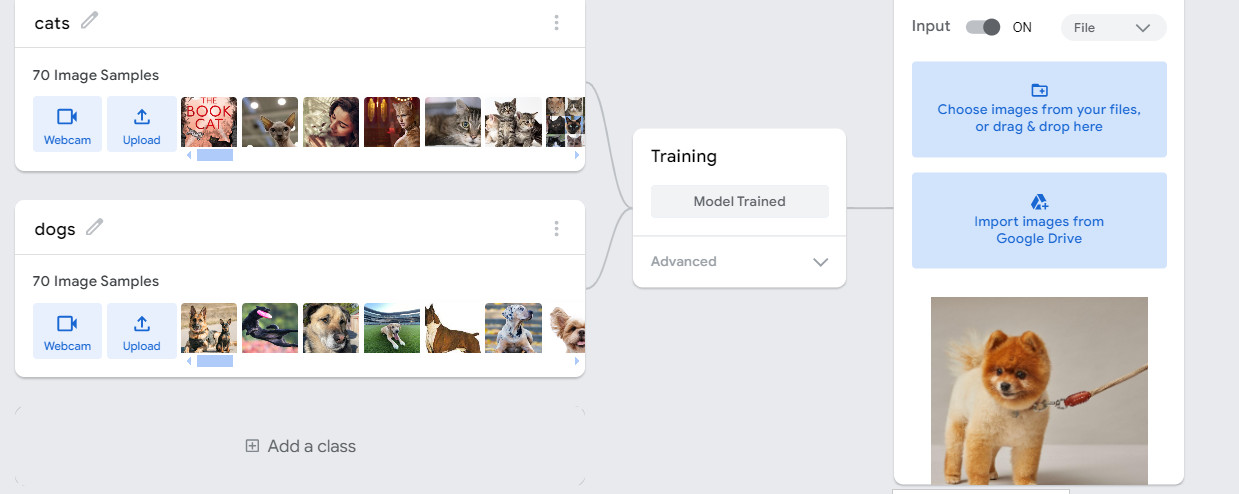 cats
70 Image Samples
Webcam
Upload
THE
BOOK
CAT
dogs
70 Image Samples
Webcam
Upload
Add a class
Training
Model Trained
Advanced
Input
ON
File
Choose images from your files,
or drag & drop here
Import images from
Google Drive